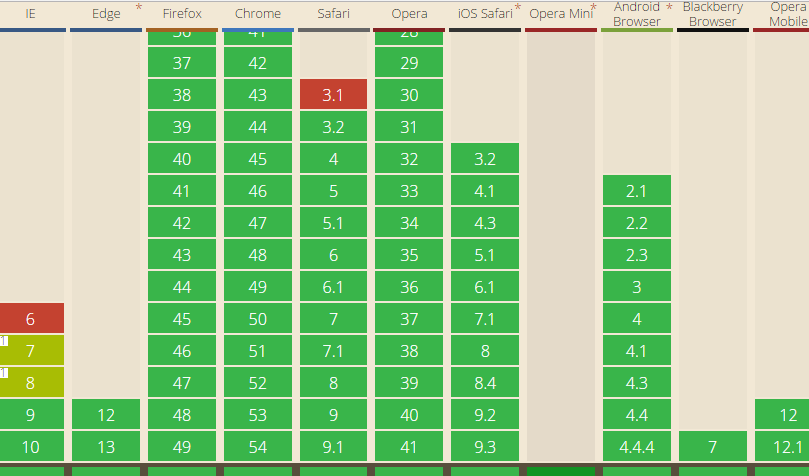 IE Edge * Firefox Chrome Safari Opera iOS Safari * Opera Mini * Android Browser * Blackberry Browser Opera Mobile
36 41 28
37 42 29
38 43 3.1 30
39 44 3.2 31
40 45 4 32 3.2
41 46 5 33 4.1 2.1
42 47 5.1 34 4.3 2.2
43 48 6 35 5.1 2.3
44 49 6.1 36 6.1 3
6 45 50 7 37 7.1 4
1 7 46 51 7.1 38 8 4.1
1 8 47 52 8 39 8.4 4.3
9 12 48 53 9 40 9.2 4.4 12
10 13 49 54 9.1 41 9.3 4.4.4 7 12.1